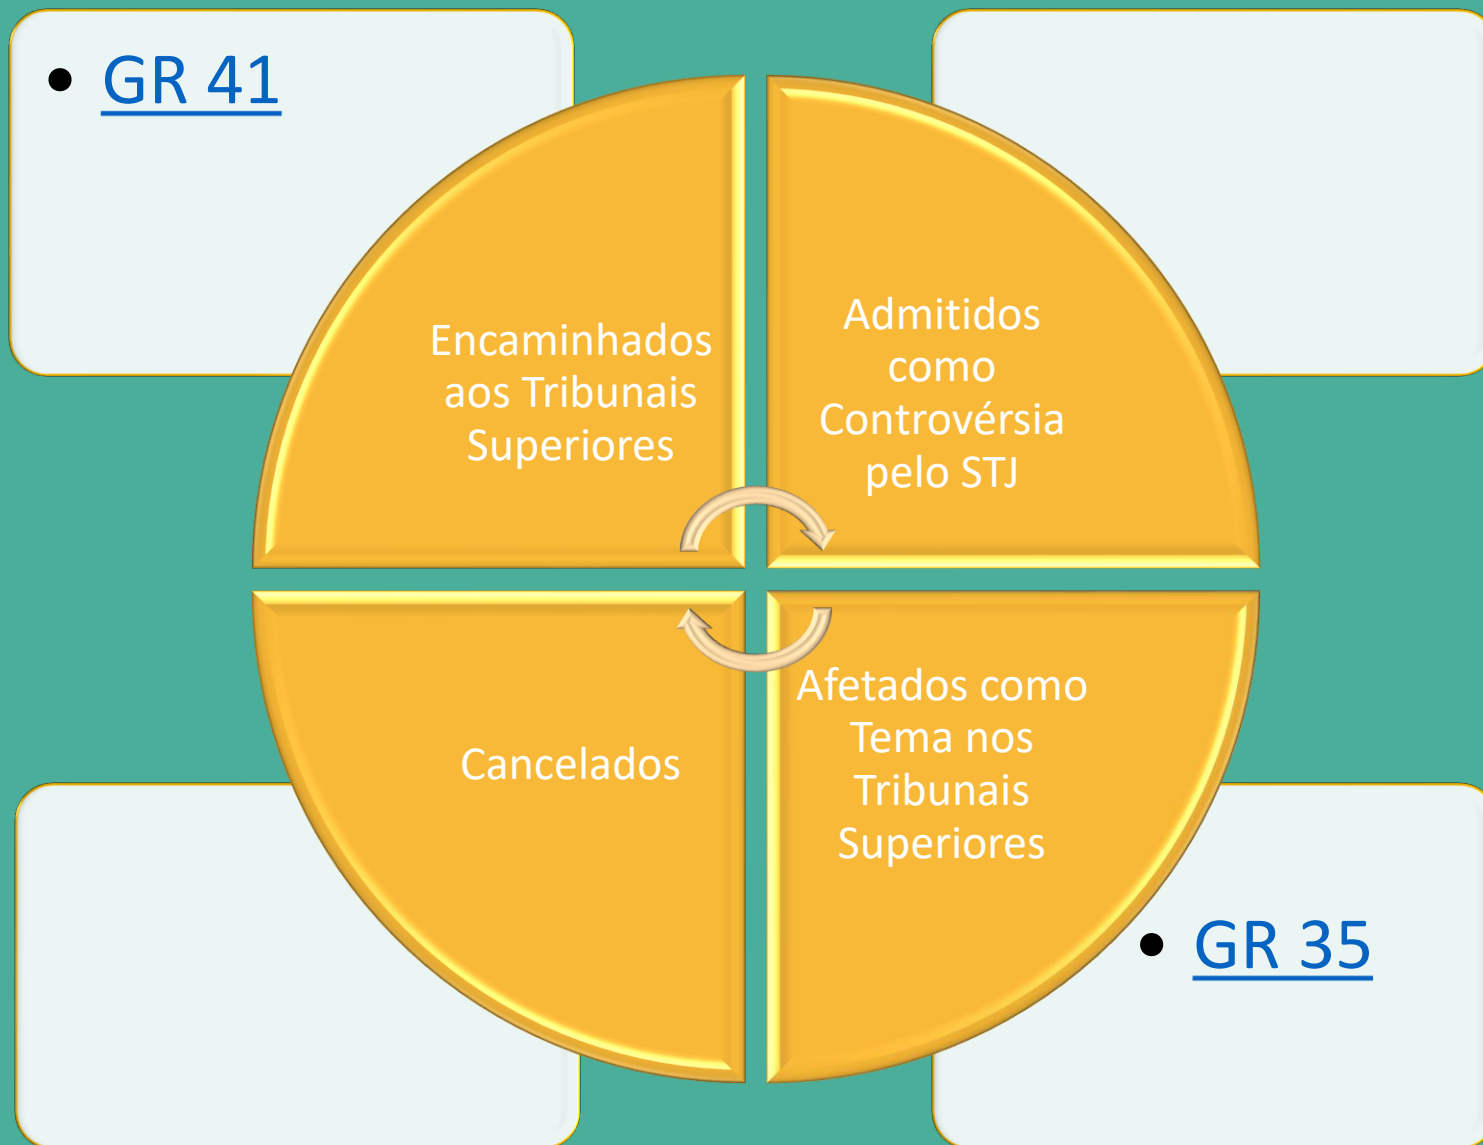 • GR 41
Encaminhados
aos Tribunais
Superiores
Admitidos
como
Controvérsia
pelo STJ
Cancelados
Afetados como
Tema nos
Tribunais
Superiores
• GR 35